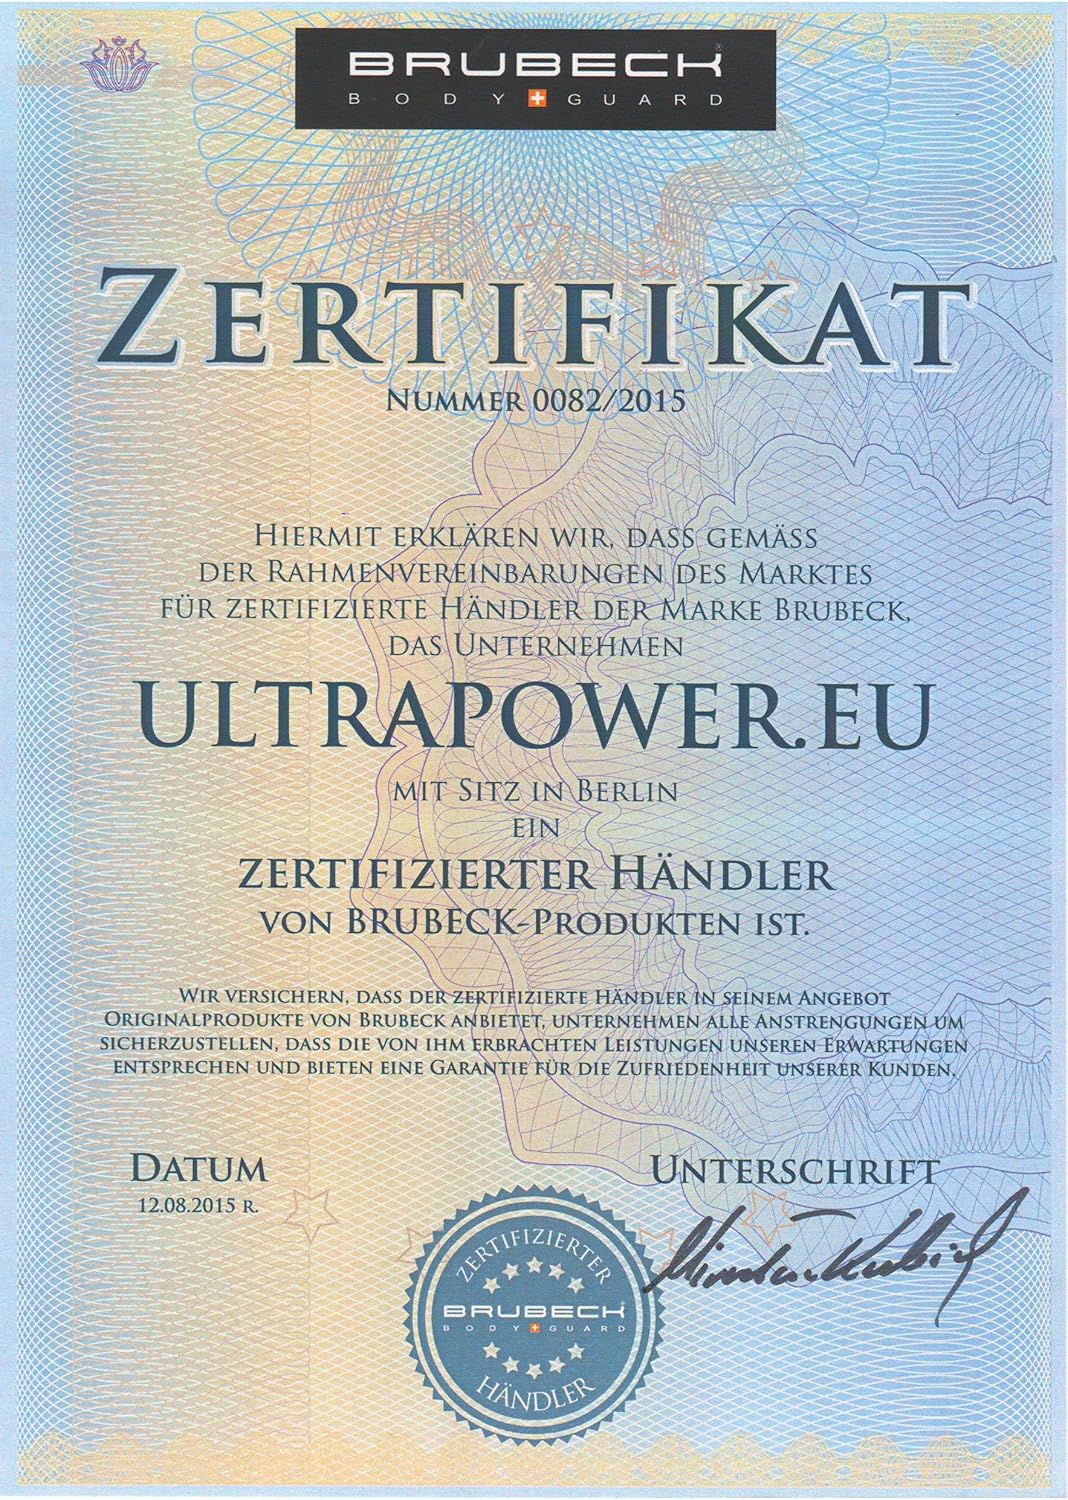 BRUBECK®
BODY GUARD
ZERTIFIKAT
NUMMER 0082/2015
HIERMIT ERKLÄREN WIR, DASS GEMÄSS
DER RAHMENVEREINBARUNGEN DES MARKTES
FÜR ZERTIFIZIERTE HÄNDLER DER MARKE BRUBECK,
DAS UNTERNEHMEN
ULTRAPOWER.EU
MIT SITZ IN BERLIN
EIN
ZERTIFIZIERTER HÄNDLER
VON BRUBECK-PRODUKTEN IST.
WIR VERSICHERN, DASS DER ZERTIFIZIERTE HÄNDLER IN SEINEM ANGEBOT
ORIGINALPRODUKTE VON BRUBECK ANBIETET, UNTERNEHMEN ALLE ANSTRENGUNGEN UM
SICHERZUSTELLEN, DASS DIE VON IHM ERBRACHTEN LEISTUNGEN UNSEREN ERWARTUNGEN
ENTSPRECHEN UND BIETEN EINE GARANTIE FÜR DIE ZUFRIEDENHEIT UNSERER KUNDEN.
DATUM
12.08.2015 R.
UNTERSCHRIFT
ZERTIFIZIERTER
BRUBECK
BODY GUARD
HÄNDLER